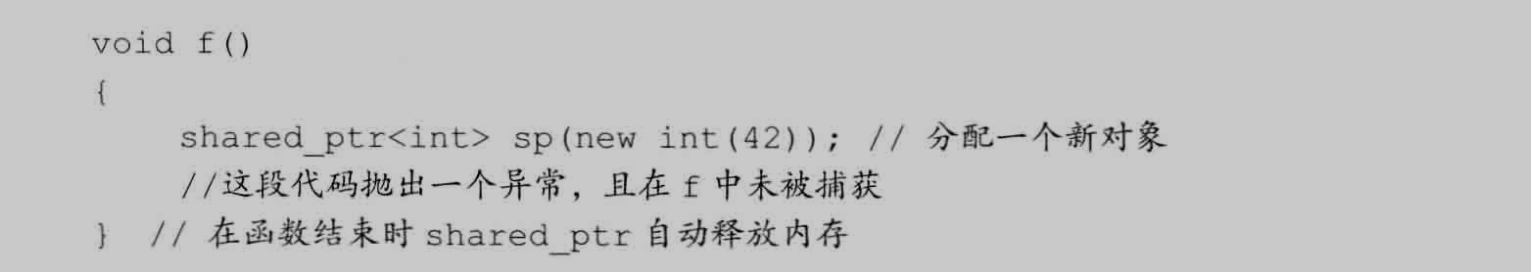 void f()
{
    shared_ptr<int> sp(new int(42)); // 分配一个新对象
    //这段代码抛出一个异常，且在 f 中未被捕获
}  // 在函数结束时 shared_ptr 自动释放内存